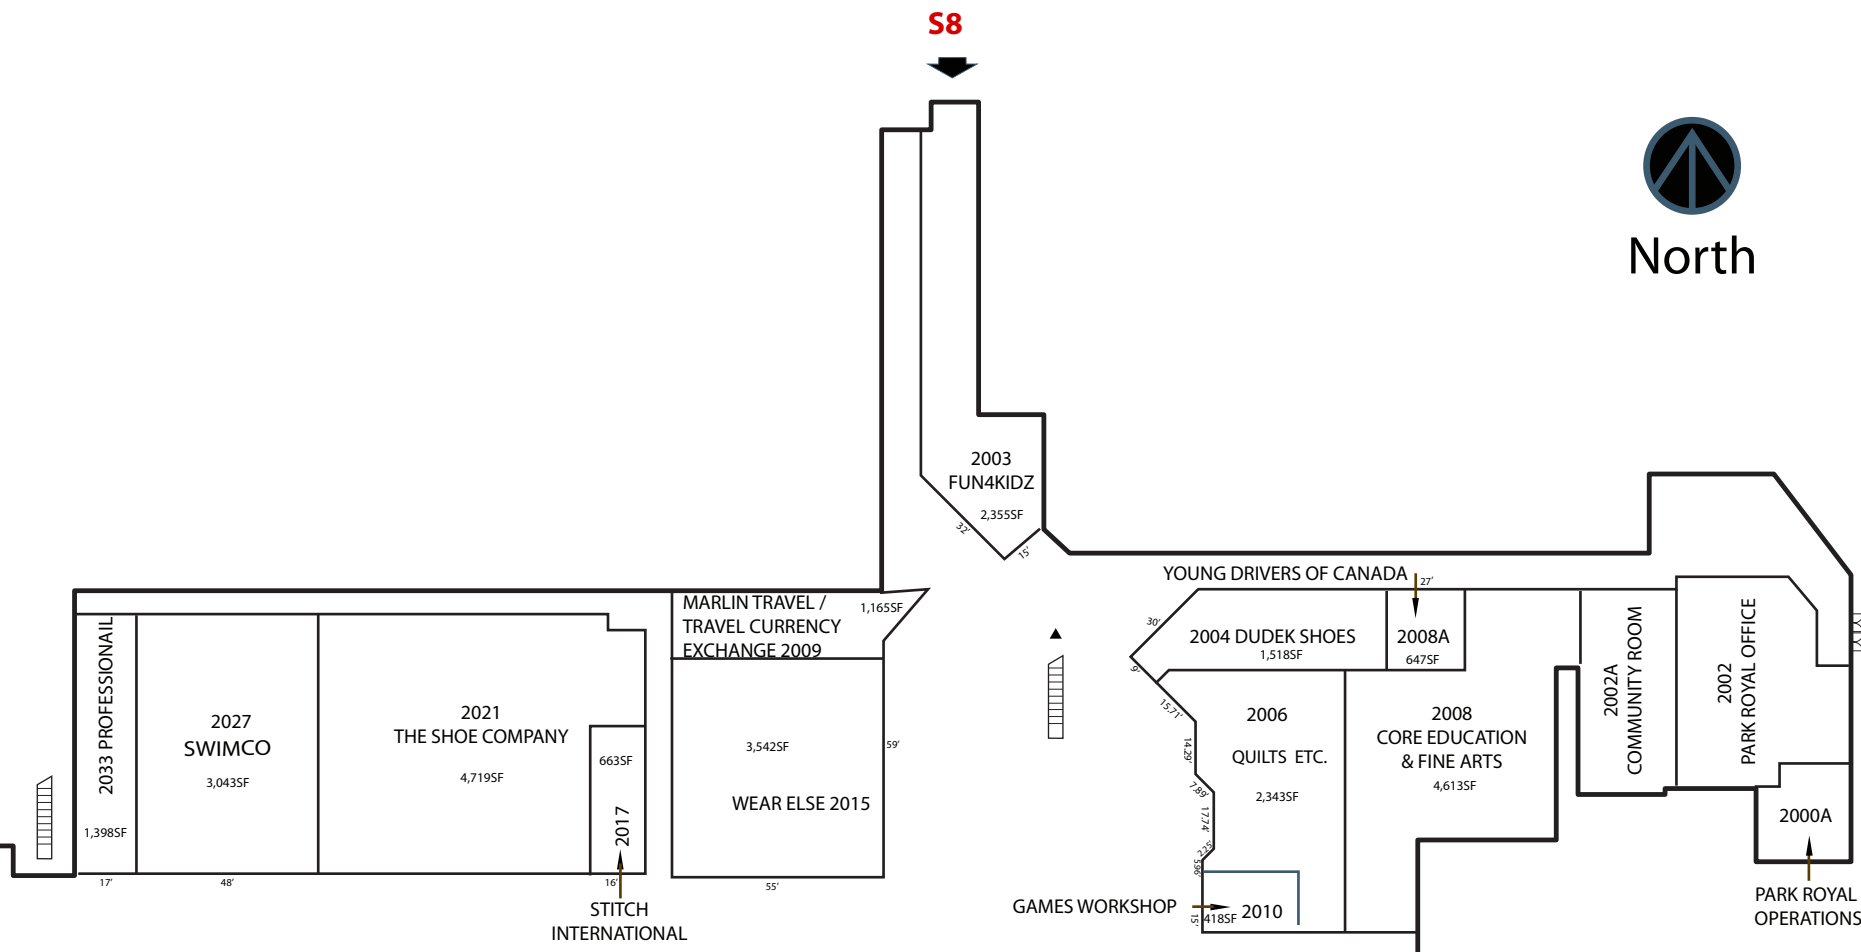 S8
North
2003
FUN4KIDZ
2,355SF
32'
15'
YOUNG DRIVERS OF CANADA
27'
MARLIN TRAVEL /
TRAVEL CURRENCY
EXCHANGE 2009
1,165SF
2033 PROFESSIONAIL
1,398SF
17'
2027
SWIMCO
3,043SF
48'
2021
THE SHOE COMPANY
4,719SF
663SF
2017
16'
STITCH
INTERNATIONAL
3,542SF
WEAR ELSE 2015
59'
55'
30'
9'
15.71'
14.29'
7.89'
17.74'
2.25'
5.96'
15'
2004 DUDEK SHOES
1,518SF
2008A
647SF
2006
QUILTS ETC.
2,343SF
2008
CORE EDUCATION
& FINE ARTS
4,613SF
GAMES WORKSHOP
418SF
2010
2002A
COMMUNITY ROOM
2002
PARK ROYAL OFFICE
2000A
PARK ROYAL
OPERATIONS